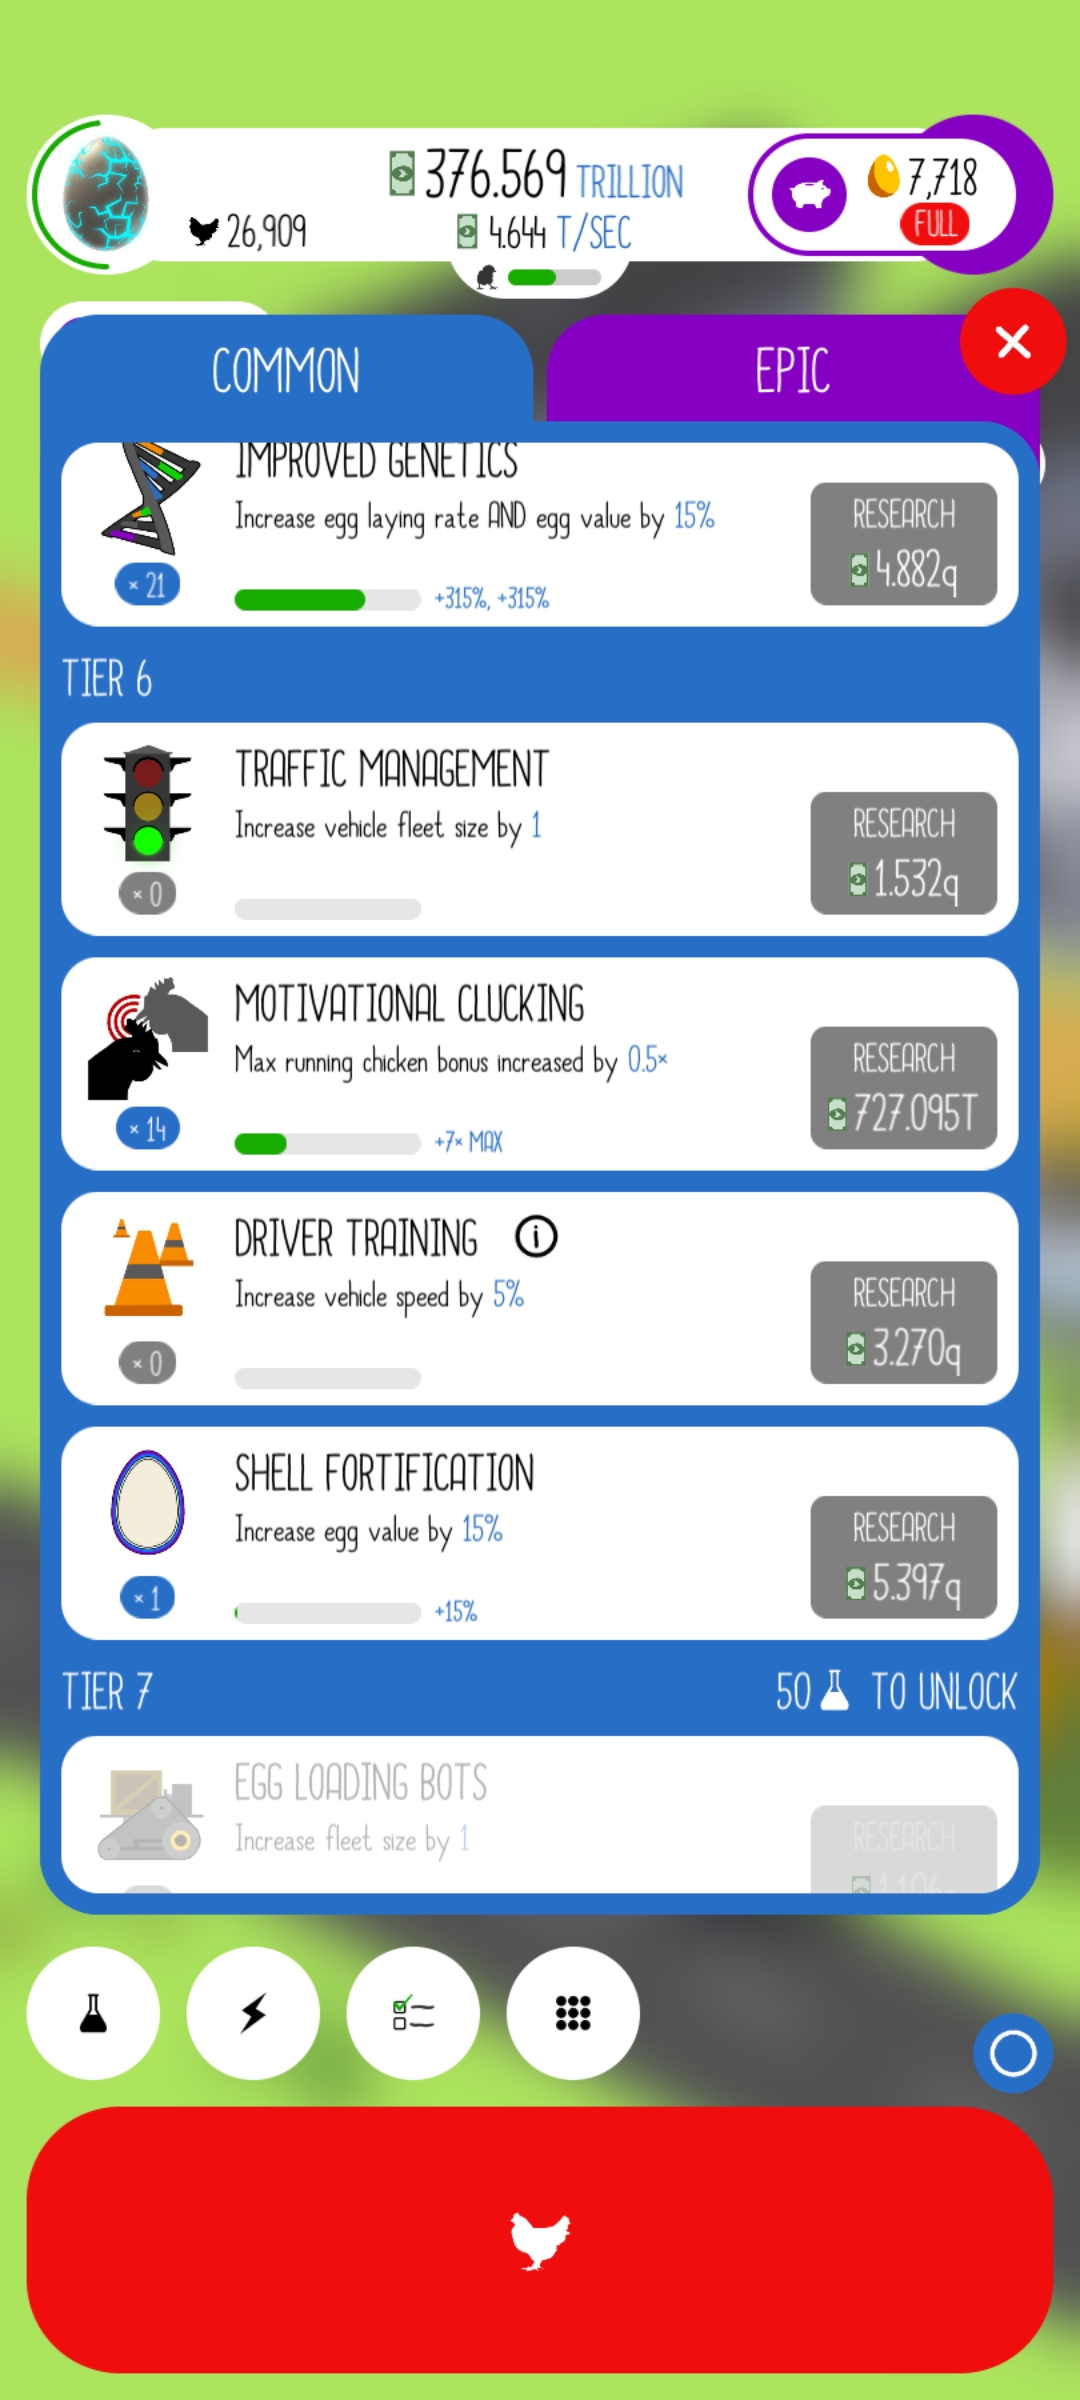 376.569 TRILLION
26,909
4.644 T/SEC
7,718
FULL
COMMON
EPIC
IMPROVED GENETICS
Increase egg laying rate AND egg value by 15%
× 21
+315%, +315%
RESEARCH
4.882q
TIER 6
TRAFFIC MANAGEMENT
Increase vehicle fleet size by 1
× 0
RESEARCH
1.532q
MOTIVATIONAL CLUCKING
Max running chicken bonus increased by 0.5×
× 14
+7× MAX
RESEARCH
727.095T
DRIVER TRAINING i
Increase vehicle speed by 5%
× 0
RESEARCH
3.270q
SHELL FORTIFICATION
Increase egg value by 15%
× 1
+15%
RESEARCH
5.397q
TIER 7
50 TO UNLOCK
EGG LOADING BOTS
Increase fleet size by 1
RESEARCH